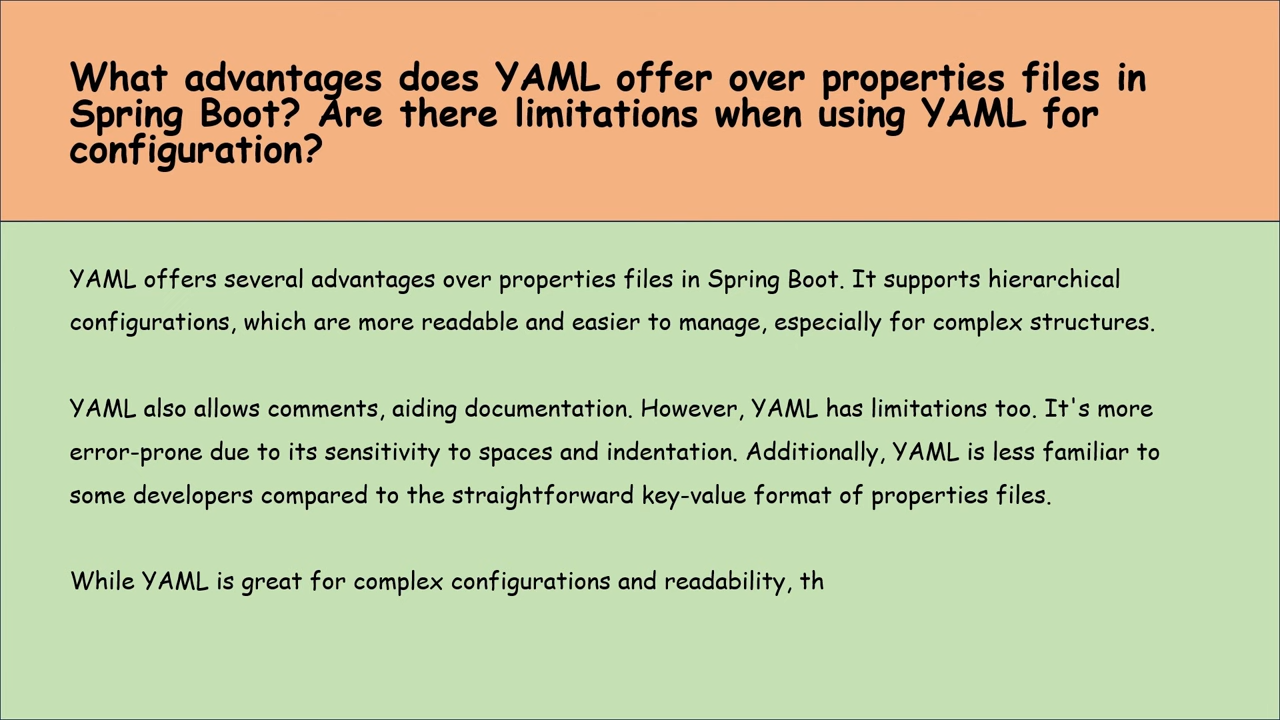 What advantages does YAML offer over properties files in
Spring Boot? Are there limitations when using YAML for
configuration?
YAML offers several advantages over properties files in Spring Boot. It supports hierarchical
configurations, which are more readable and easier to manage, especially for complex structures.
YAML also allows comments, aiding documentation. However, YAML has limitations too. It's more
error-prone due to its sensitivity to spaces and indentation. Additionally, YAML is less familiar to
some developers compared to the straightforward key-value format of properties files.
While YAML is great for complex configurations and readability, th